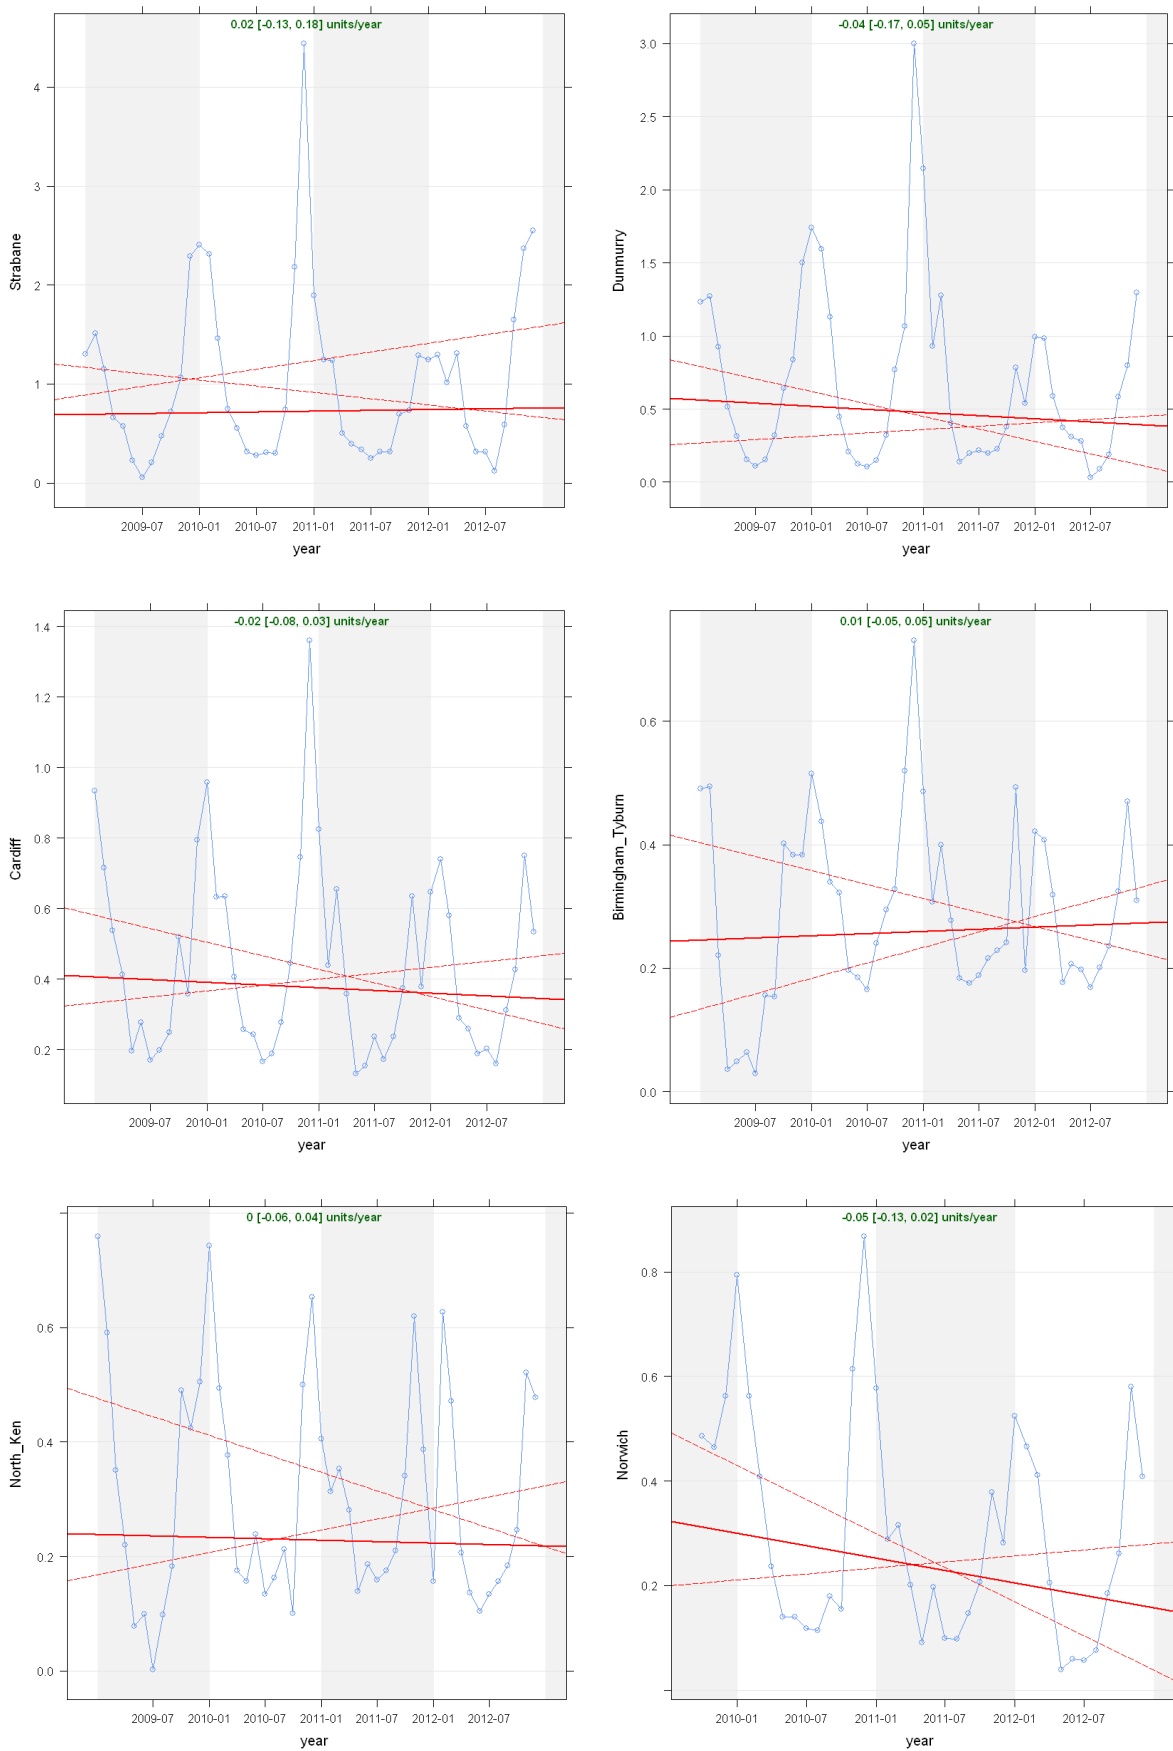 0.02 [-0.13, 0.18] units/year
Strabane
4
3
2
1
0
2009-07 2010-01 2010-07 2011-01 2011-07 2012-01 2012-07
year
-0.04 [-0.17, 0.05] units/year
Dunmurry
3.0
2.5
2.0
1.5
1.0
0.5
0.0
2009-07 2010-01 2010-07 2011-01 2011-07 2012-01 2012-07
year
-0.02 [-0.08, 0.03] units/year
Cardiff
1.4
1.2
1.0
0.8
0.6
0.4
0.2
2009-07 2010-01 2010-07 2011-01 2011-07 2012-01 2012-07
year
0.01 [-0.05, 0.05] units/year
Birmingham_Tyburn
0.6
0.4
0.2
0.0
2009-07 2010-01 2010-07 2011-01 2011-07 2012-01 2012-07
year
0 [-0.06, 0.04] units/year
North_Ken
0.6
0.4
0.2
0.0
2009-07 2010-01 2010-07 2011-01 2011-07 2012-01 2012-07
year
-0.05 [-0.13, 0.02] units/year
Norwich
0.8
0.6
0.4
0.2
2010-01 2010-07 2011-01 2011-07 2012-01 2012-07
year